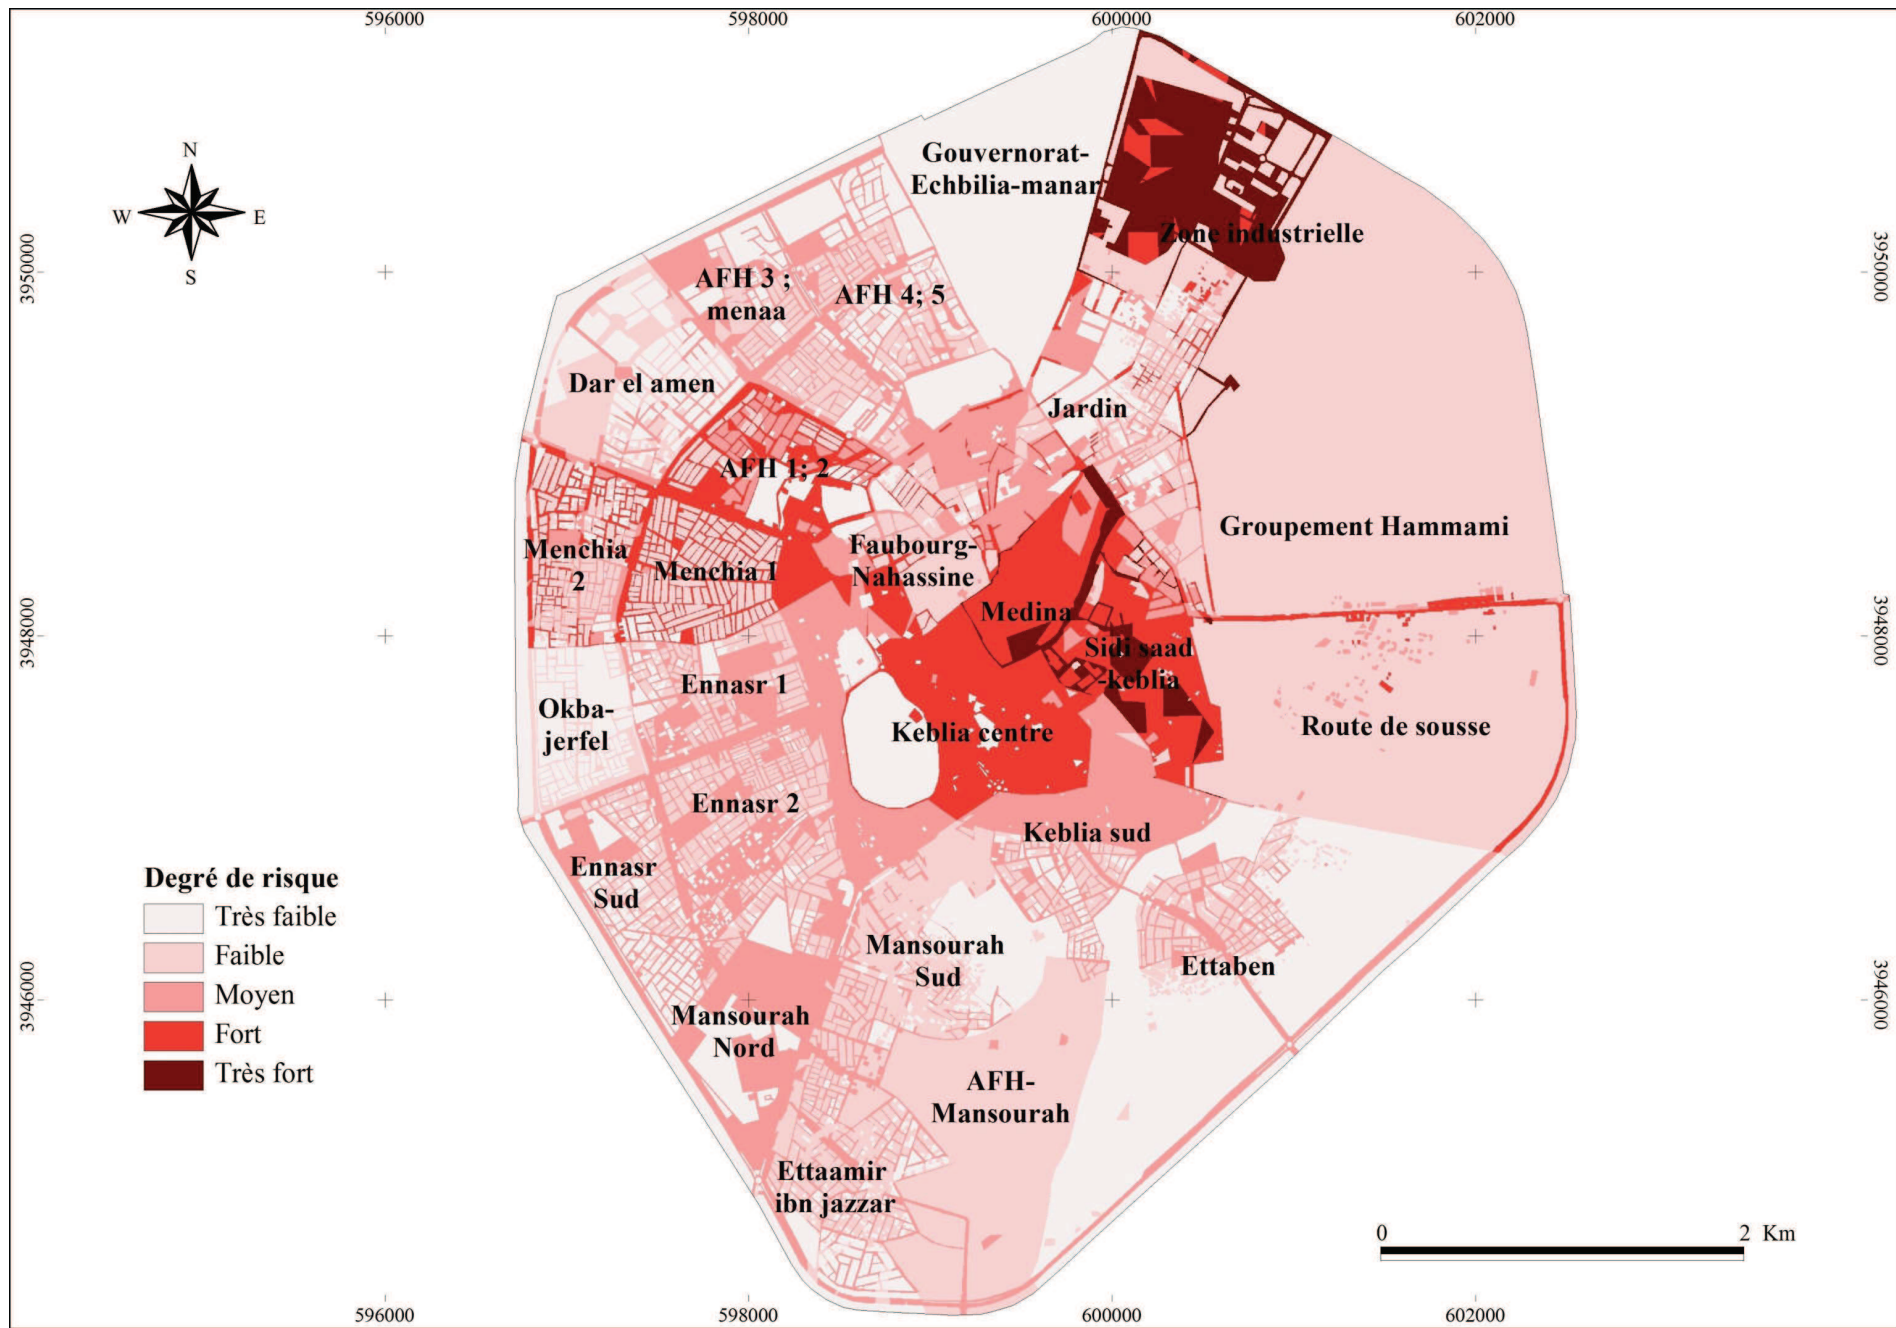 596000
598000
600000
602000
N
W
E
S
3950000
3950000
3948000
3948000
3946000
3946000
Gouvernorat-
Echbilia-manar
Zone industrielle
AFH 3 ;
menaa
AFH 4; 5
Dar el amen
Jardin
AFH 1; 2
Groupement Hammami
Menchia
2
Menchia 1
Faubourg-
Nahassine
Medina
Sidi saad
-keblia
Ennasr 1
Okba-
jerfel
Keblia centre
Route de sousse
Ennasr 2
Keblia sud
Ennasr
Sud
Mansourah
Sud
Ettaben
Mansourah
Nord
AFH-
Mansourah
Ettaamir
ibn jazzar
Degré de risque
Très faible
Faible
Moyen
Fort
Très fort
0
2 Km
596000
598000
600000
602000